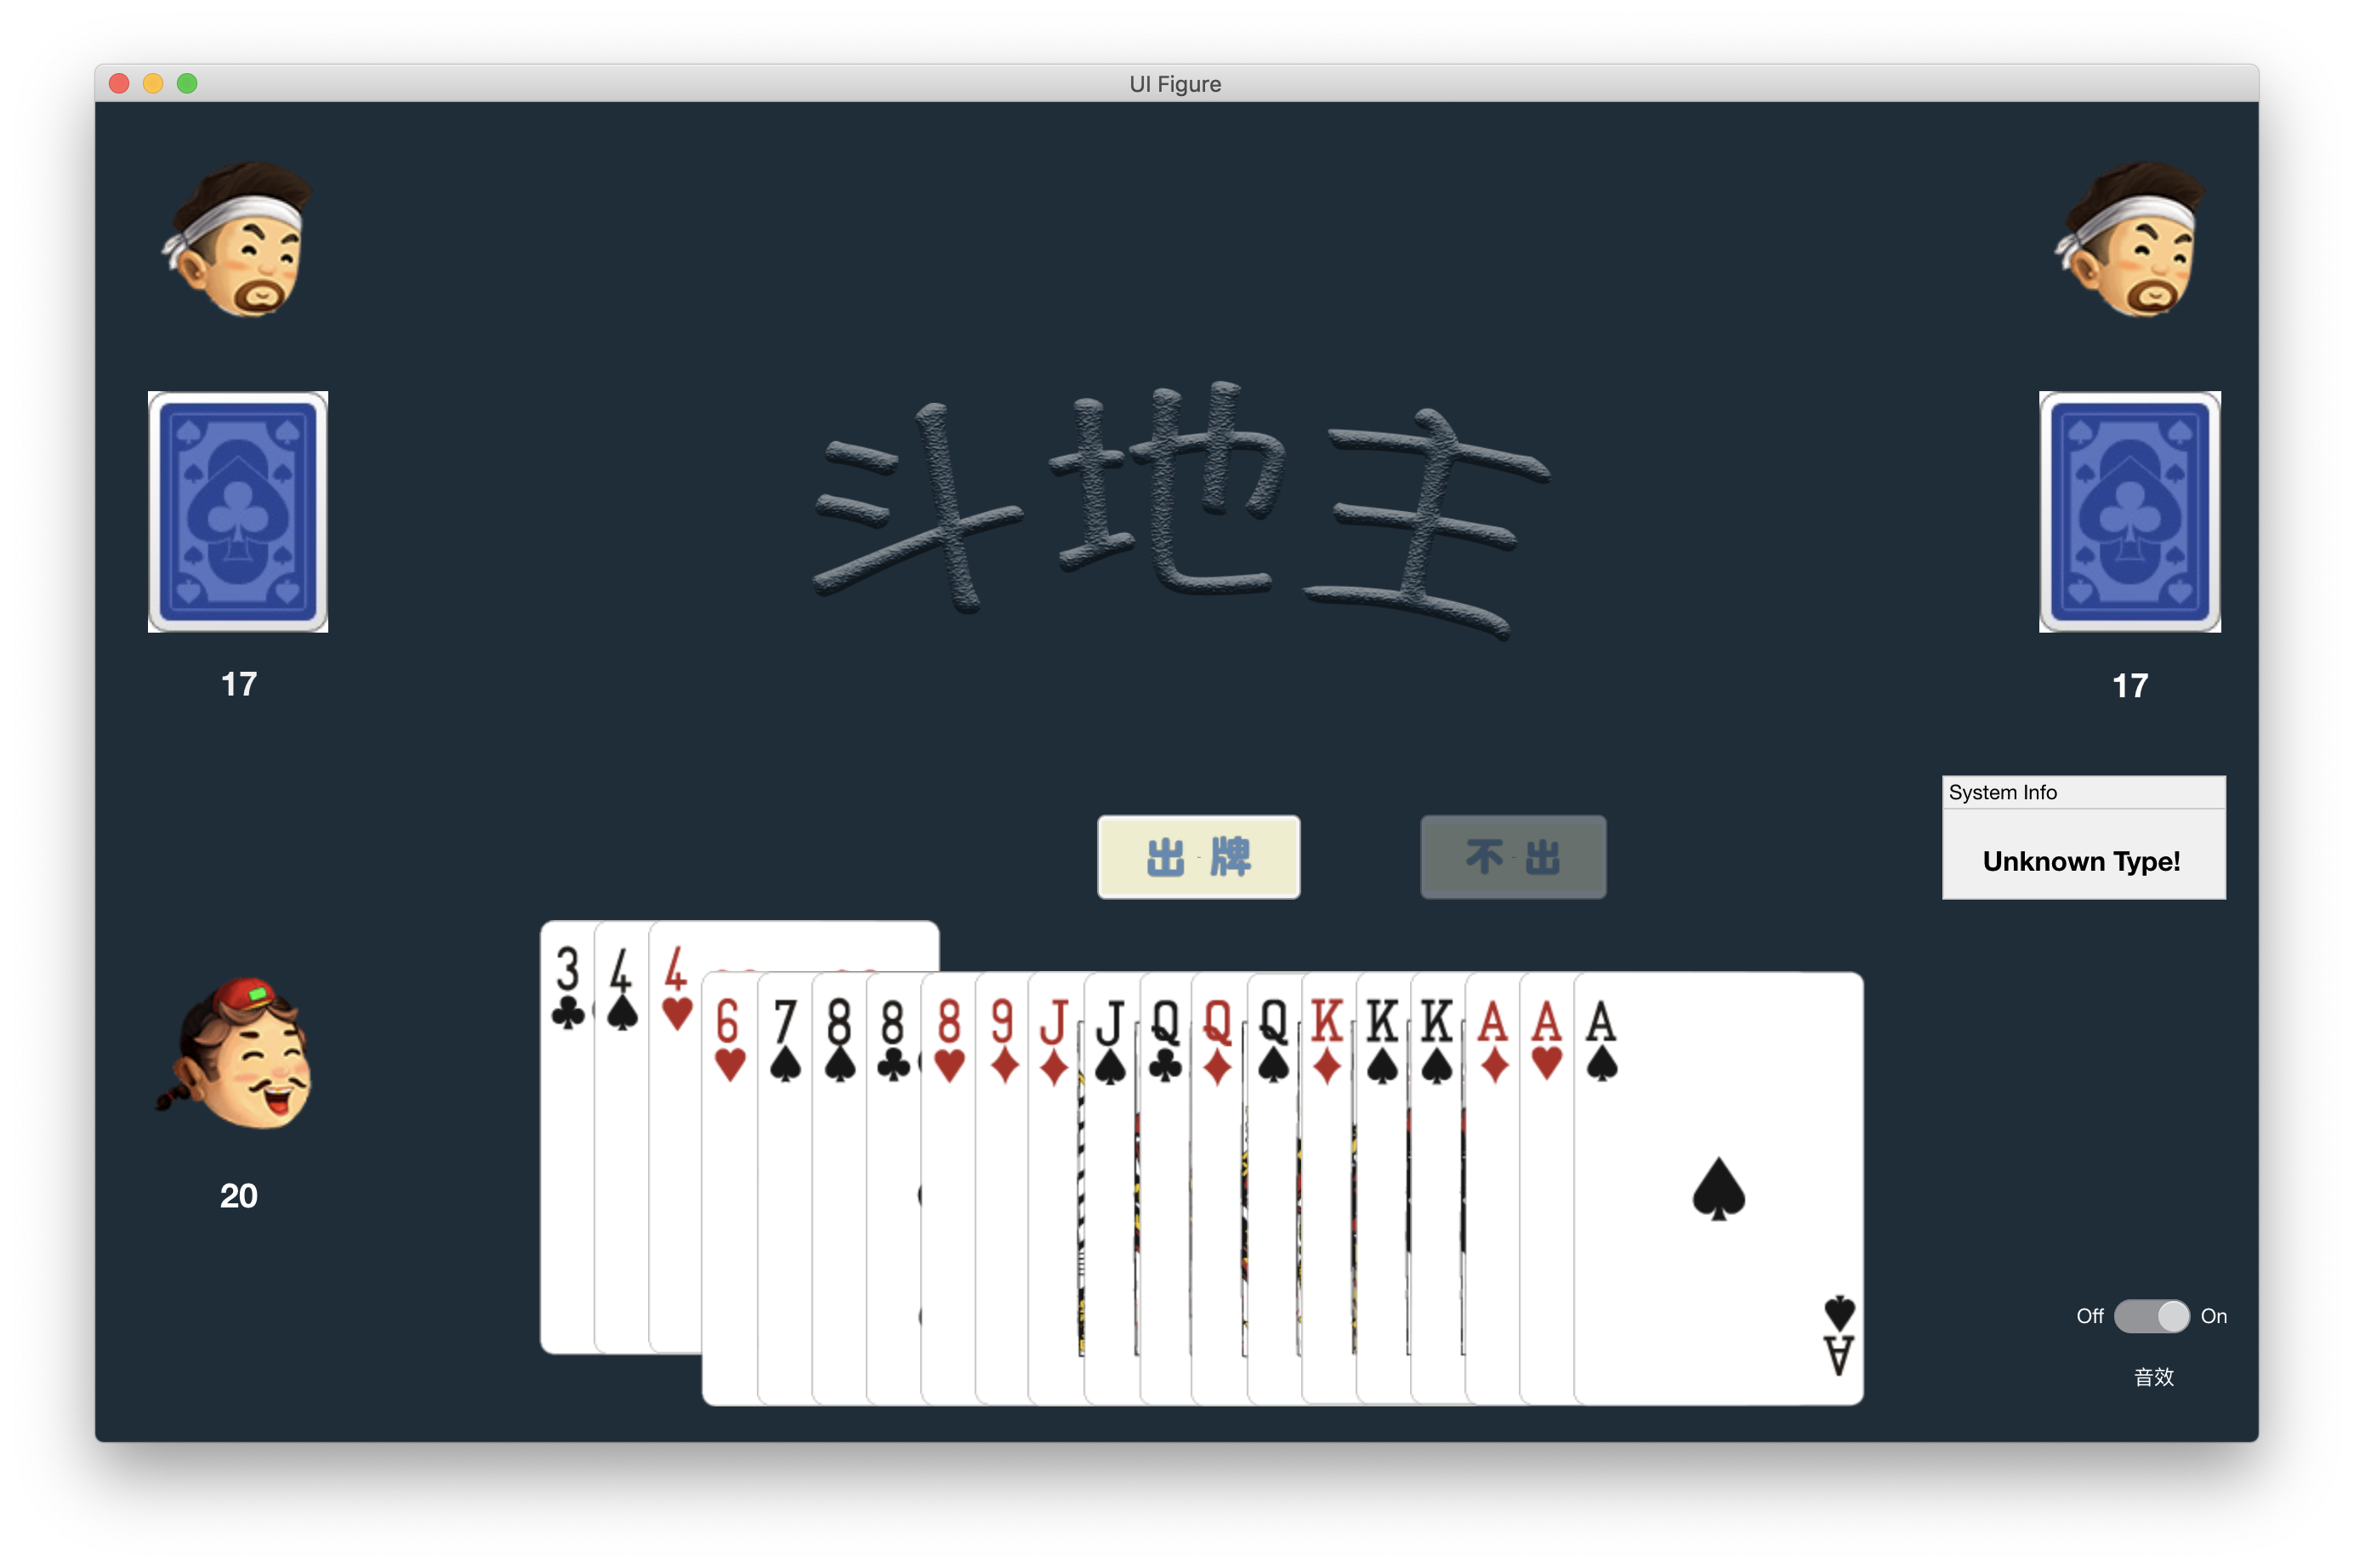 UI Figure
斗地主
17
17
System Info
Unknown Type!
出 - 牌
不 - 出
3
4
4
6
7
8
8
8
9
J
J
Q
Q
Q
K
K
K
A
A
A
A
20
Off
On
音效